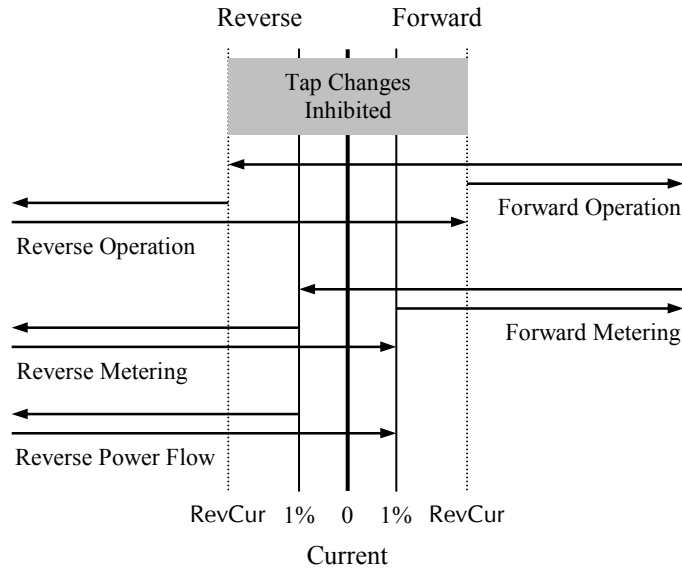 Reverse
Forward
Tap Changes
Inhibited
Forward Operation
Reverse Operation
Forward Metering
Reverse Metering
Reverse Power Flow
RevCur 1% 0 1% RevCur
Current